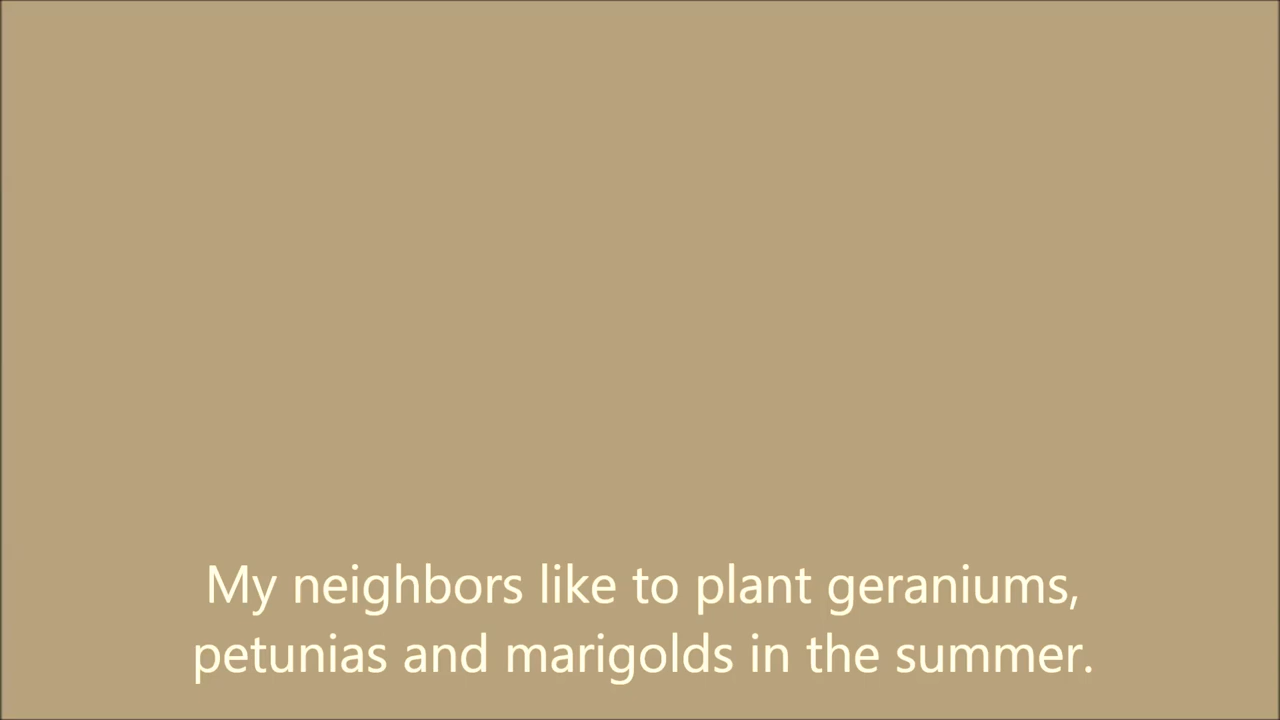 My neighbors like to plant geraniums,
petunias and marigolds in the summer.